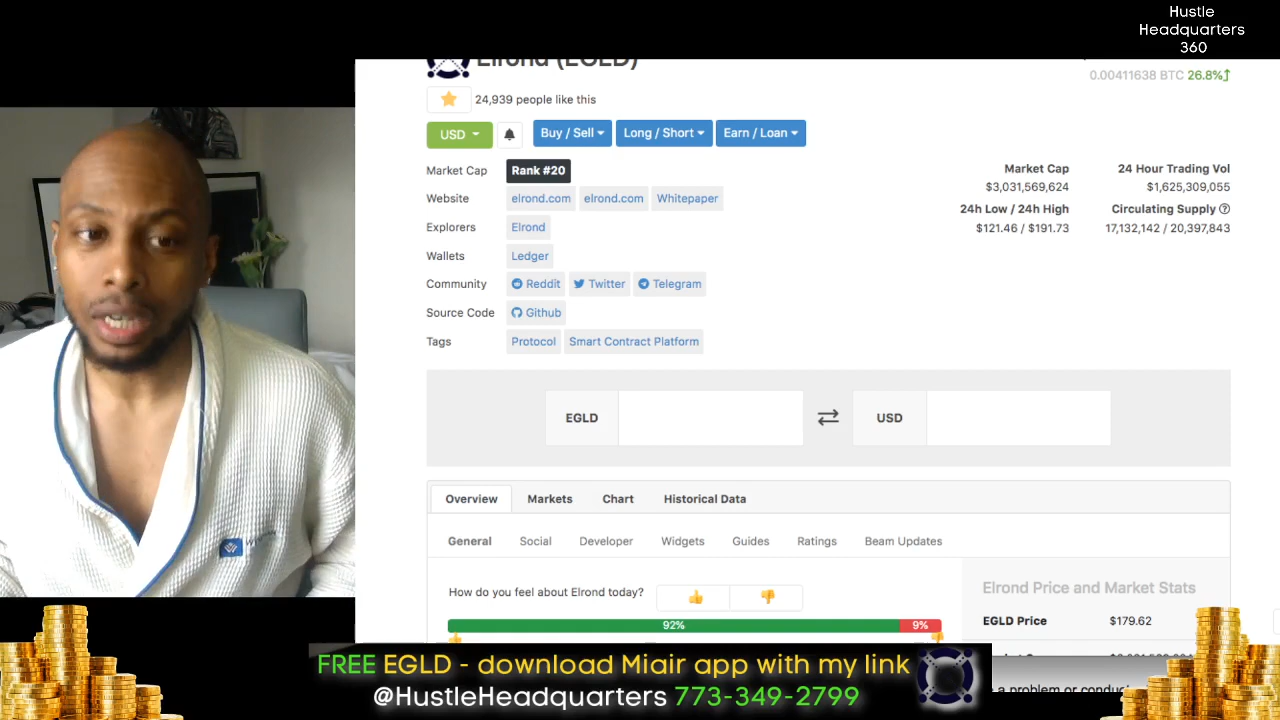 Hustle
Headquarters
360
Elrond (EGLD)
0.00411638 BTC 26.8%
24,939 people like this
USD
Buy / Sell
Long / Short
Earn / Loan
Market Cap
Rank #20
Website
elrond.com
elrond.com
Whitepaper
Explorers
Elrond
Wallets
Ledger
Community
Reddit
Twitter
Telegram
Source Code
Github
Tags
Protocol
Smart Contract Platform
Market Cap
$3,031,569,624
24 Hour Trading Vol
$1,625,309,055
24h Low / 24h High
$121.46 / $191.73
Circulating Supply
17,132,142 / 20,397,843
EGLD
USD
Overview
Markets
Chart
Historical Data
General
Social
Developer
Widgets
Guides
Ratings
Beam Updates
How do you feel about Elrond today?
92%
9%
Elrond Price and Market Stats
EGLD Price
$179.62
a problem or
FREE EGLD - download Miair app with my link
@HustleHeadquarters 773-349-2799